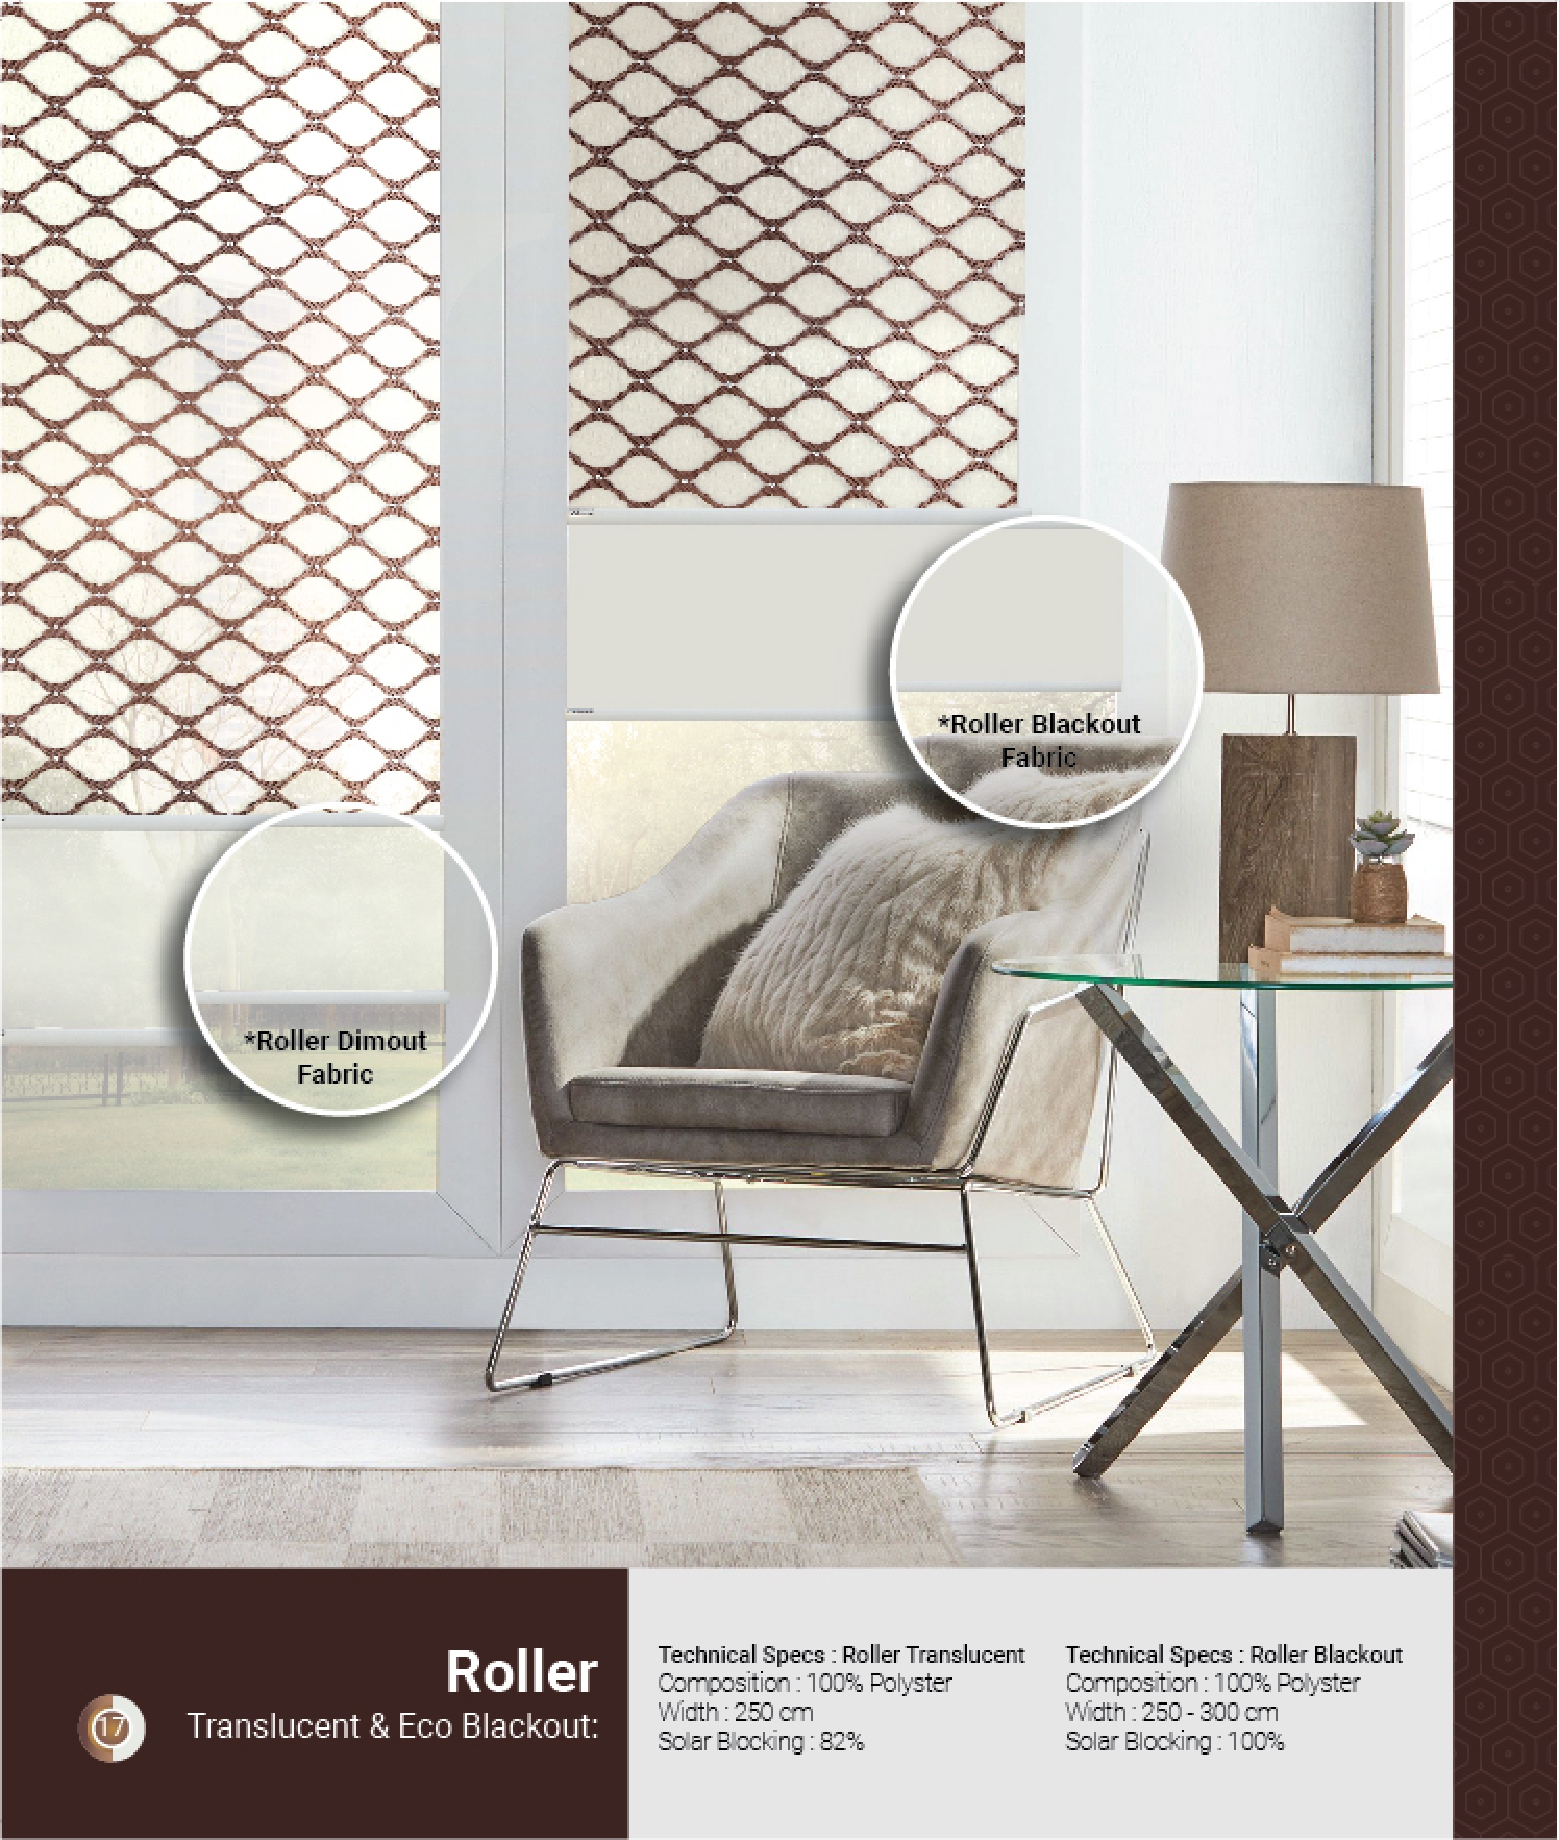 *Roller Blackout
Fabric
*Roller Dimout
Fabric
Roller
17
Translucent & Eco Blackout:
Technical Specs : Roller Translucent
Composition : 100% Polyster
Width : 250 cm
Solar Blocking : 82%
Technical Specs : Roller Blackout
Composition : 100% Polyster
Width : 250 - 300 cm
Solar Blocking : 100%